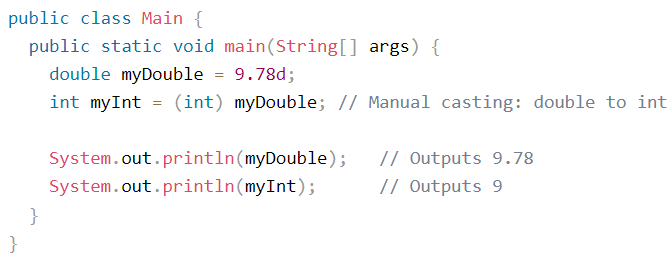 public class Main {
  public static void main(String[] args) {
    double myDouble = 9.78d;
    int myInt = (int) myDouble; // Manual casting: double to int

    System.out.println(myDouble);   // Outputs 9.78
    System.out.println(myInt);      // Outputs 9
  }
}